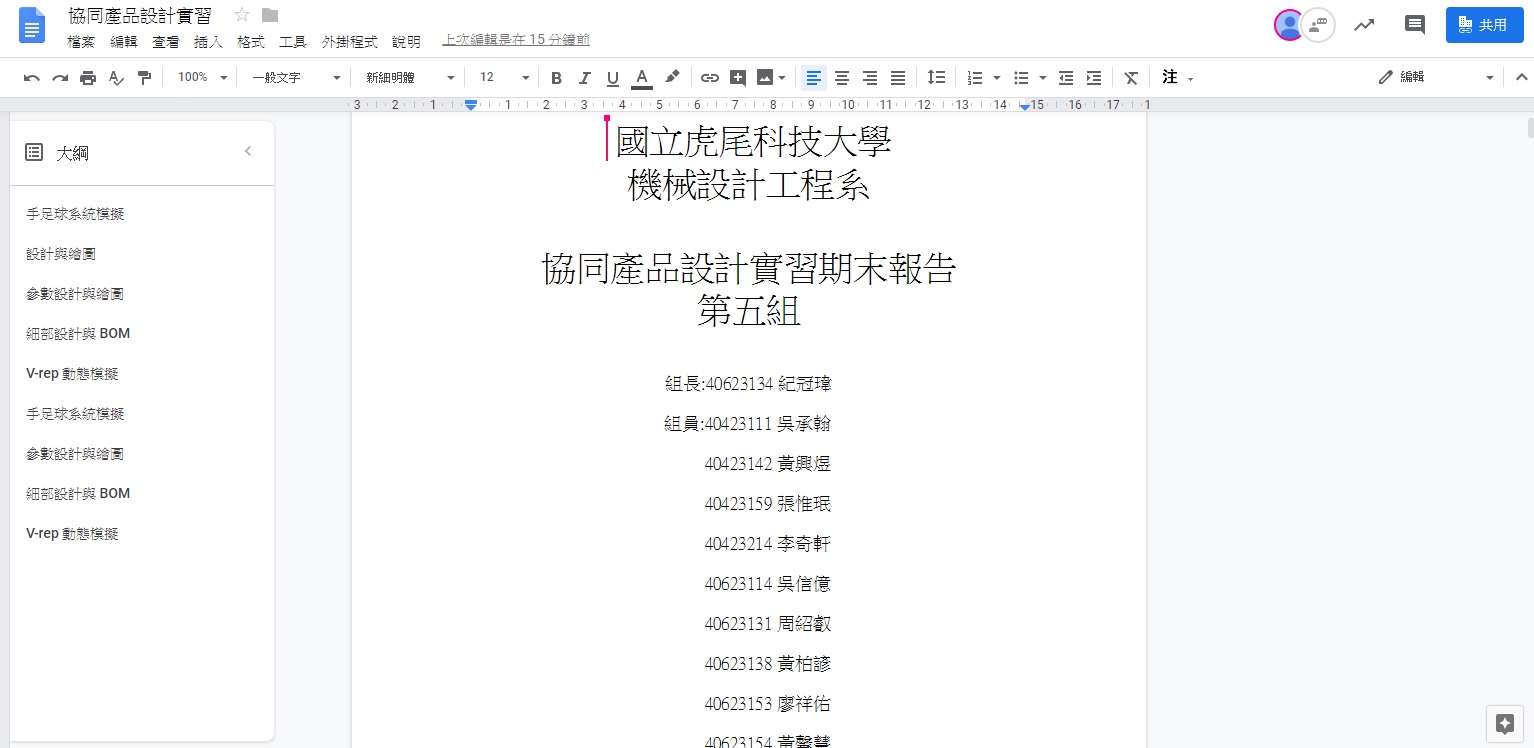 協同產品設計實習
檔案 編輯 查看 插入 格式 工具 外掛程式 說明 上次編輯是在 15 分鐘前
共用
100% 一般文字 新細明體 12 B I U A 注 編輯
3 2 1 1 2 3 4 5 6 7 8 9 10 11 12 13 14 15 16 17 1
大綱
手足球系統模擬
設計與繪圖
參數設計與繪圖
細部設計與 BOM
V-rep 動態模擬
手足球系統模擬
參數設計與繪圖
細部設計與 BOM
V-rep 動態模擬
國立虎尾科技大學
機械設計工程系
協同產品設計實習期末報告
第五組
組長:40623134 紀冠瑋
組員:40423111 吳承翰
40423142 黃興煜
40423159 張惟珉
40423214 李奇軒
40623114 吳信億
40623131 周紹叡
40623138 黃柏諺
40623153 廖祥佑
40623154 黃馨慧